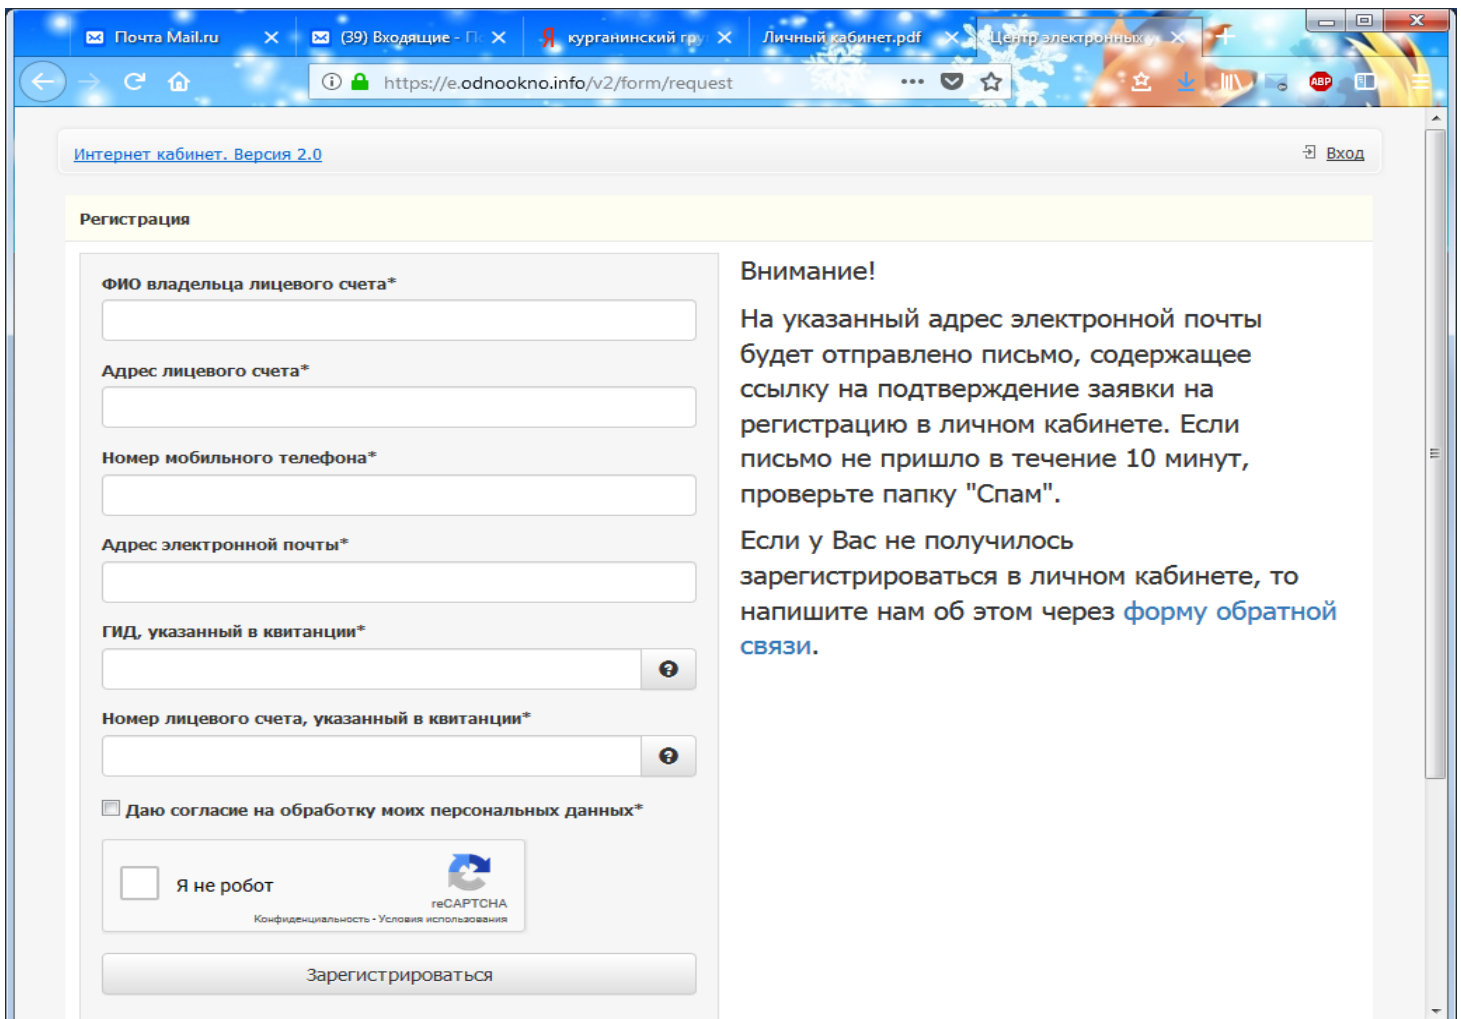 Почта Mail.ru
(39) Входящие - П
курганинский гру
Личный кабинет.pdf
Центр электронных у
https://e.odnookno.info/v2/form/request
ABP
Интернет кабинет. Версия 2.0
Вход
Регистрация
ФИО владельца лицевого счета*
Адрес лицевого счета*
Номер мобильного телефона*
Адрес электронной почты*
ГИД, указанный в квитанции*
Номер лицевого счета, указанный в квитанции*
Даю согласие на обработку моих персональных данных*
Я не робот
reCAPTCHA
Конфиденциальность - Условия использования
Зарегистрироваться
Внимание!
На указанный адрес электронной почты
будет отправлено письмо, содержащее
ссылку на подтверждение заявки на
регистрацию в личном кабинете. Если
письмо не пришло в течение 10 минут,
проверьте папку "Спам".
Если у Вас не получилось
зарегистрироваться в личном кабинете, то
напишите нам об этом через форму обратной
связи.